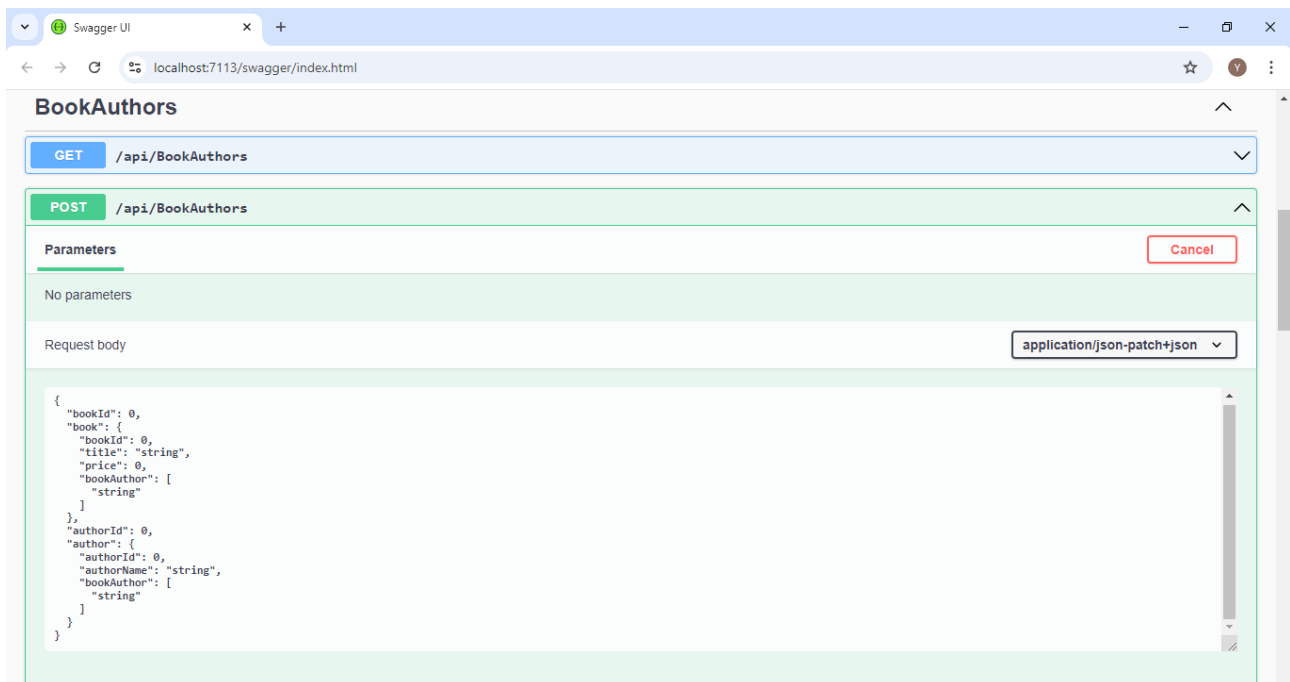 Swagger UI
localhost:7113/swagger/index.html
Y
BookAuthors
GET /api/BookAuthors
POST /api/BookAuthors
Parameters
Cancel
No parameters
Request body
application/json-patch+json
{
  "bookId": 0,
  "book": {
    "bookId": 0,
    "title": "string",
    "price": 0,
    "bookAuthor": [
      "string"
    ]
  },
  "authorId": 0,
  "author": {
    "authorId": 0,
    "authorName": "string",
    "bookAuthor": [
      "string"
    ]
  }
}